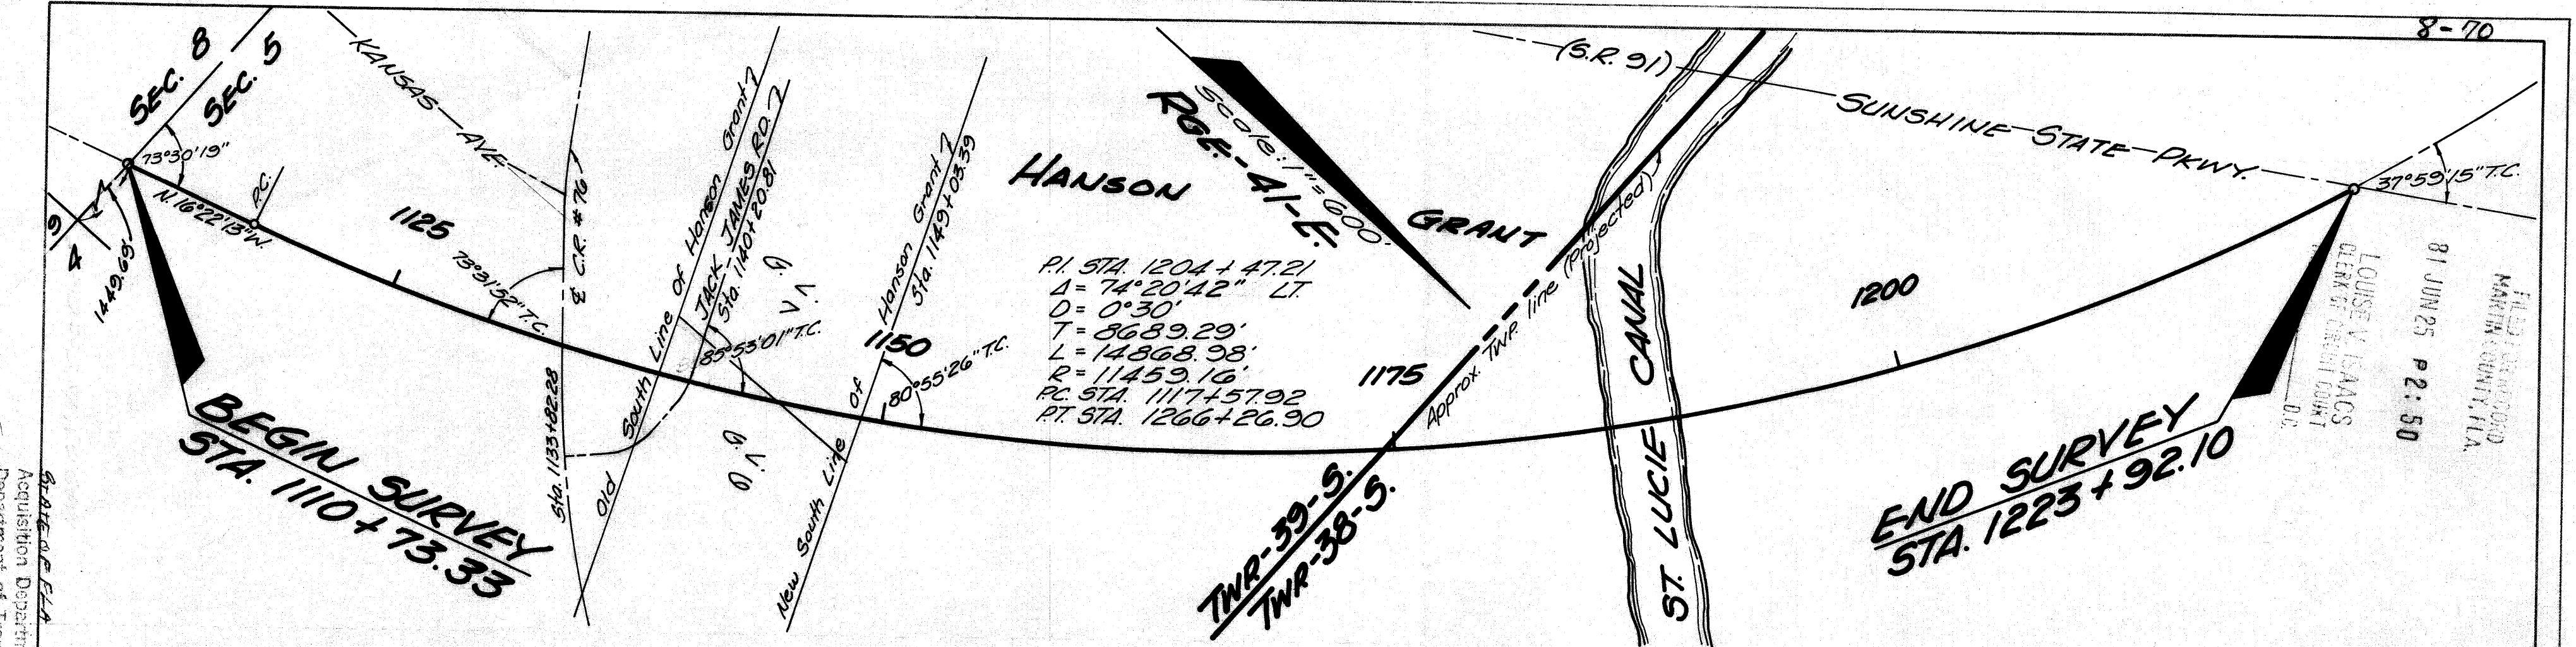 8-70
SEC. 8
SEC. 5
9
4
73°30'19"
N. 16°22'13" W.
P.C.
1449.69'
KANSAS AVE.
1125
73°31'52" T.C.
₵ C.R. #76
Sta. 1133+82.28
Old South Line of Hanson Grant
JACK JAMES RD.
Sta. 1140+20.81
85°53'01" T.C.
New South Line of Hanson Grant
Sta. 1149+03.39
1150
80°55'26" T.C.
HANSON GRANT
Scale: 1"=600'
RGE.-41-E.
P.I. STA. 1204+47.21
Δ = 74°20'42" LT.
D = 0°30'
T = 8689.29'
L = 14868.98'
R = 11459.16'
P.C. STA. 1117+57.92
P.T. STA. 1266+26.90
1175
Approx. Twp. line (projected)
TWP.-39-S.
TWP.-38-S.
ST. LUCIE CANAL
(S.R. 91)
SUNSHINE STATE PKWY.
37°59'15" T.C.
1200
BEGIN SURVEY
STA. 1110+73.33
END SURVEY
STA. 1223+92.10
MARTIN COUNTY, FLA.
81 JUN 25 P 2:50
LOUISE V. ISAACS
CLERK OF CIRCUIT COURT
D.C.
STATE OF FLA